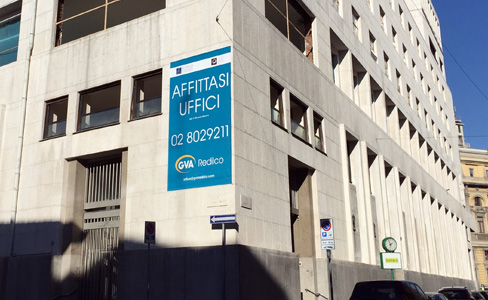 AFFITTASI
UFFICI
02 8029211
GVA Redilco